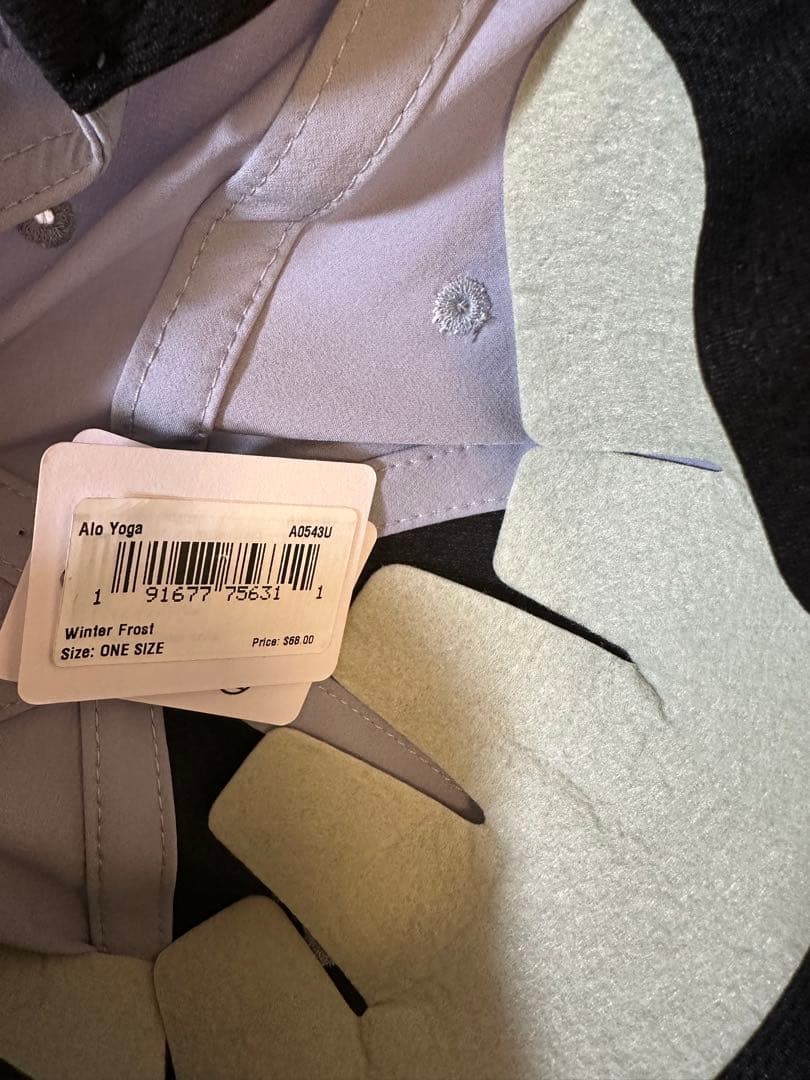 Alo Yoga A0543U
1 91677 75631 1
Winter Frost
Size: ONE SIZE Price: $68.00